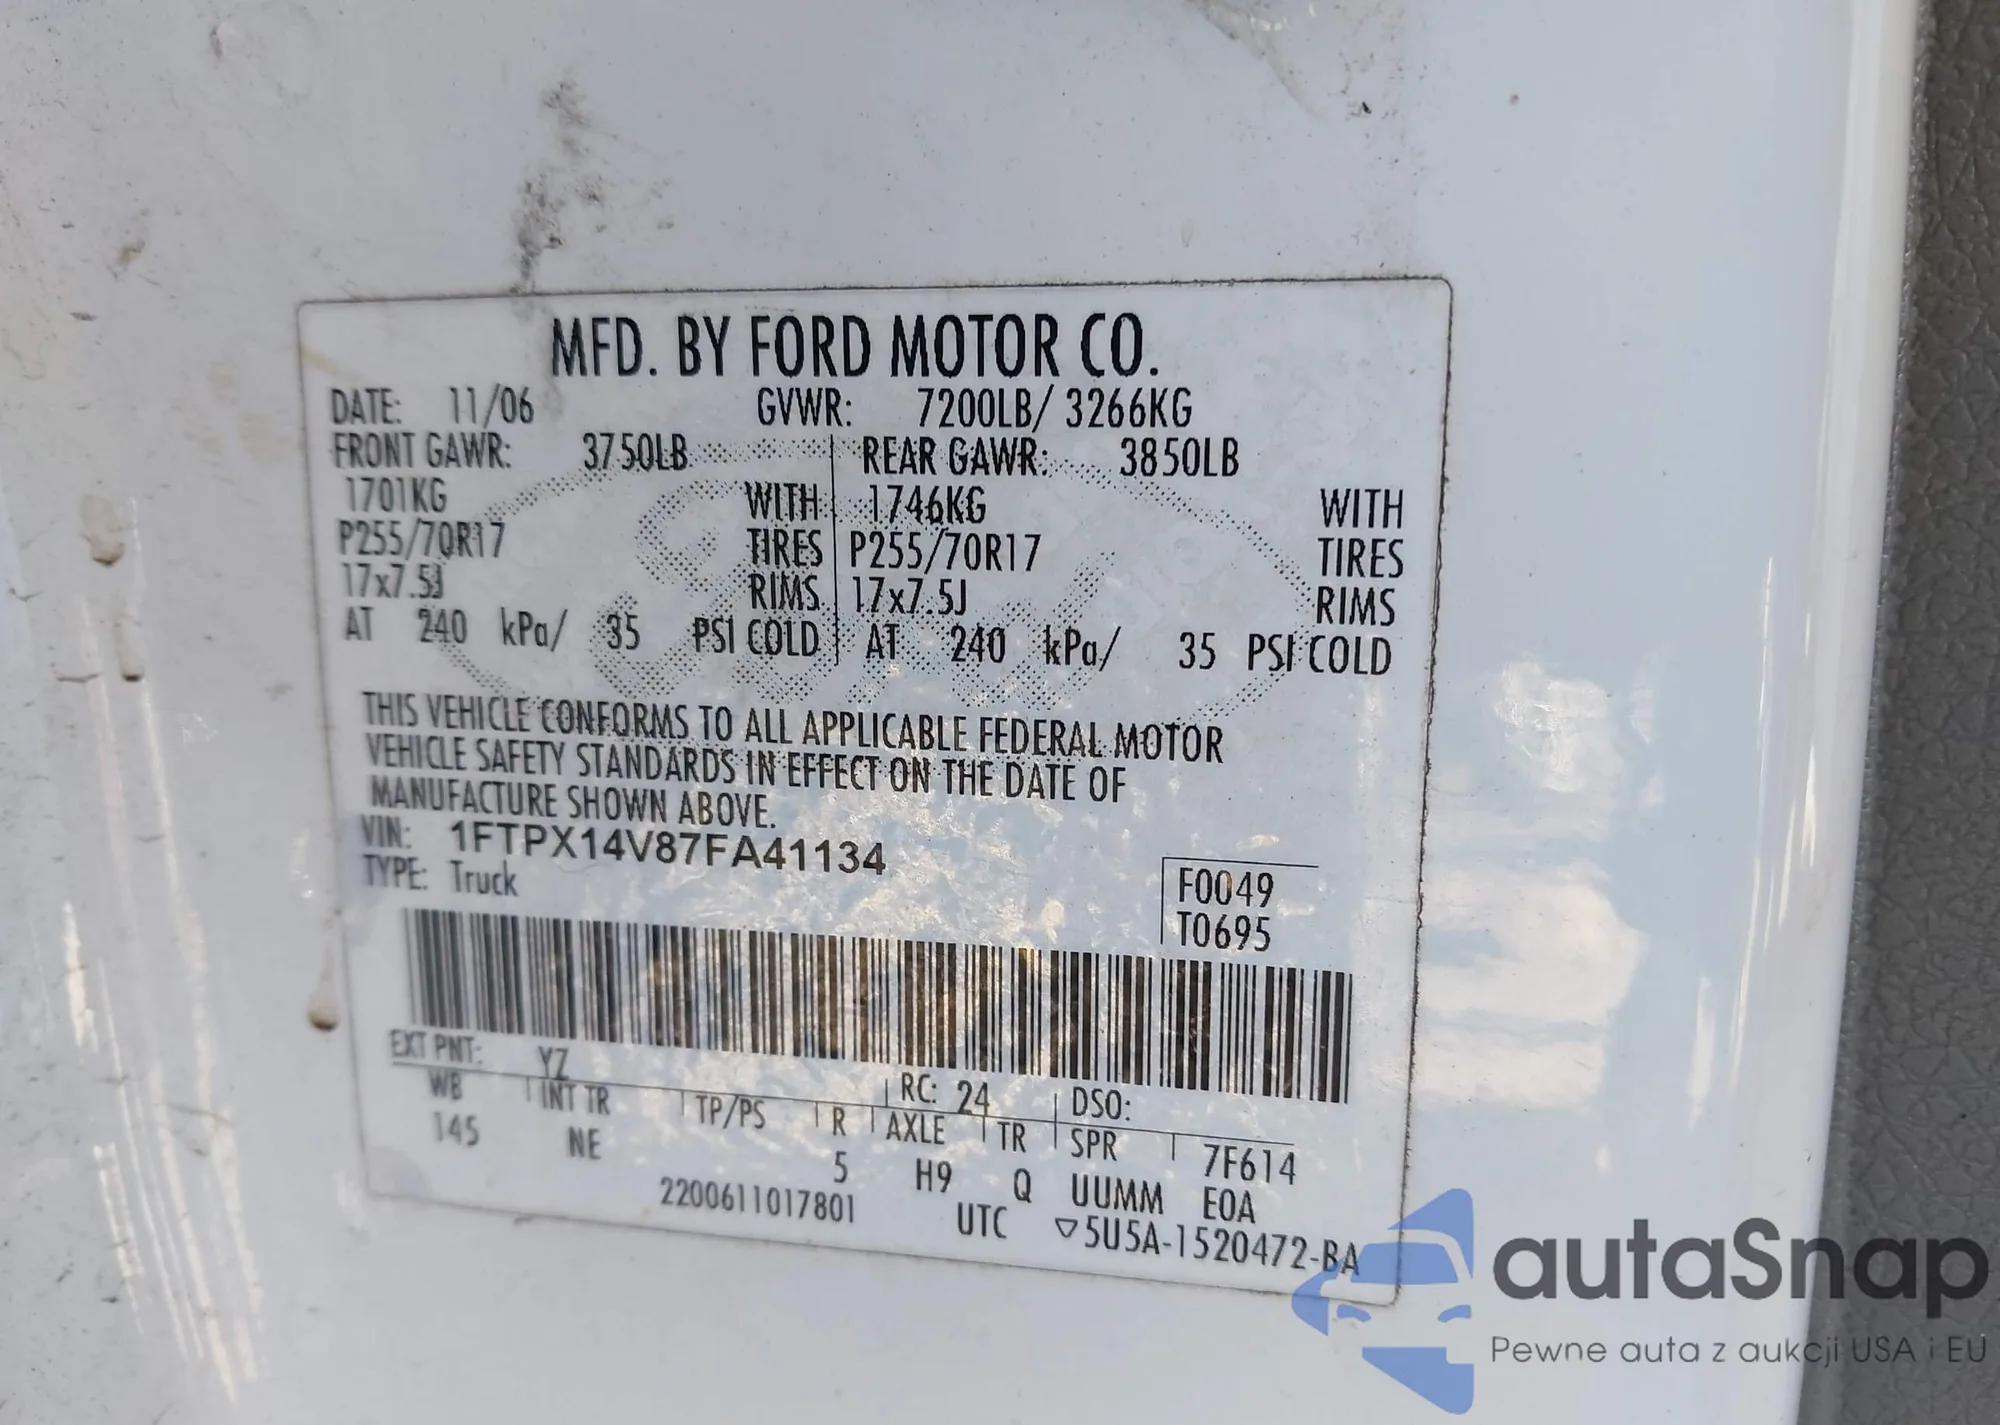 MFD. BY FORD MOTOR CO.
DATE: 11/06 GVWR: 7200LB/ 3266KG
FRONT GAWR: 3750LB REAR GAWR: 3850LB
1701KG WITH 1746KG WITH
P255/70R17 TIRES P255/70R17 TIRES
17x7.5J RIMS 17x7.5J RIMS
AT 240 kPa/ 35 PSI COLD AT 240 kPa/ 35 PSI COLD
THIS VEHICLE CONFORMS TO ALL APPLICABLE FEDERAL MOTOR
VEHICLE SAFETY STANDARDS IN EFFECT ON THE DATE OF
MANUFACTURE SHOWN ABOVE.
VIN: 1FTPX14V87FA41134
TYPE: Truck
F0049
T0695
EXT PNT: YZ RC: 24 DSO:
WB INT TR TP/PS R AXLE TR SPR 7F614
145 NE 5 H9 Q UUMM EOA
2200611017801 UTC ▽5U5A-1520472-BA
autaSnap
Pewne auta z aukcji USA i EU